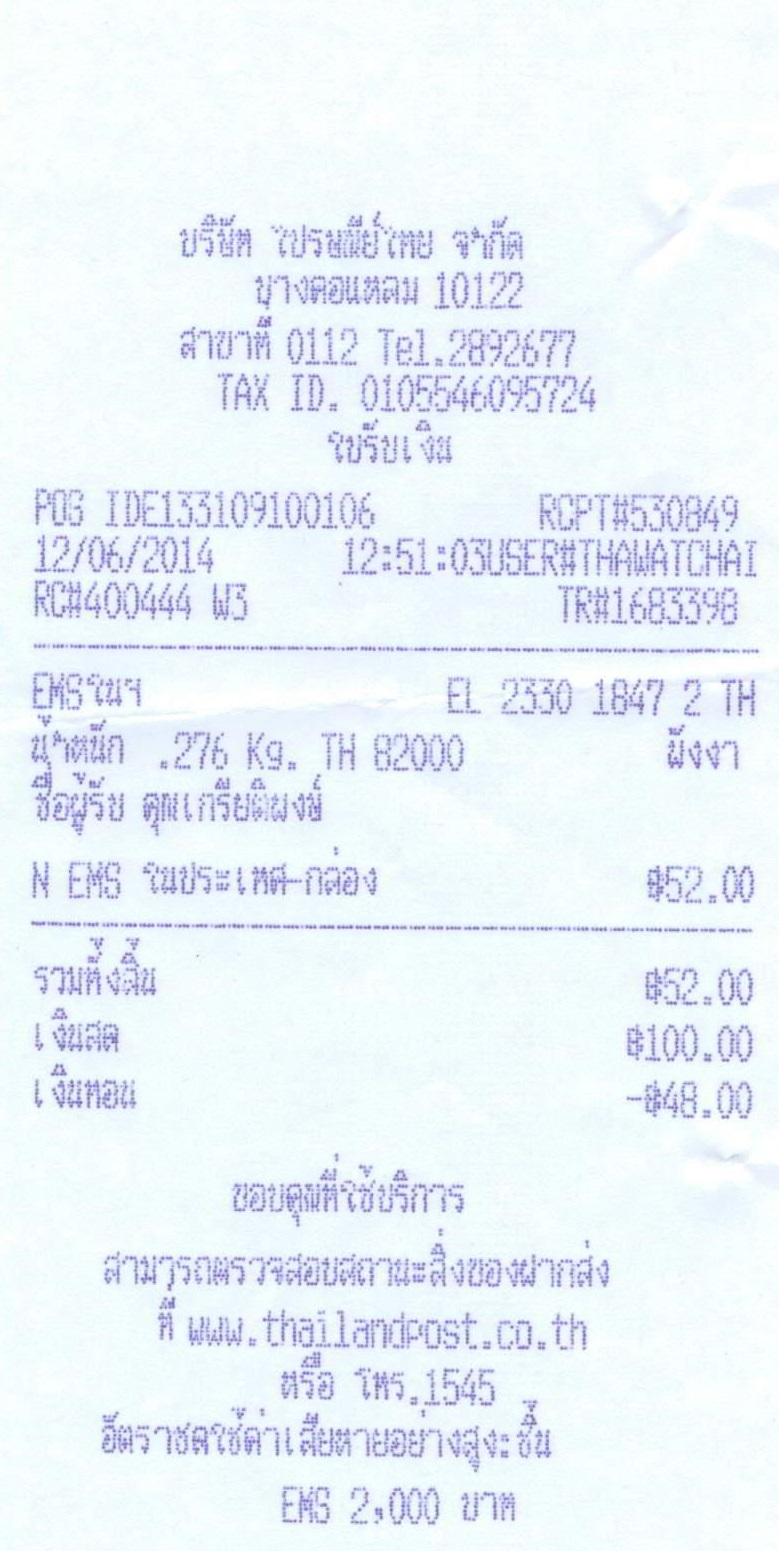 บริษัท ไปรษณีย์ไทย จำกัด
บางคอแหลม 10122
สาขาที่ 0112 Tel.2892677
TAX ID. 0105546095724
ใบรับเงิน
POS IDE133109100106 RCPT#530849
12/06/2014 12:51:03USER#THAWATCHAI
RC#400444 W3 TR#1683398
EMSในฯ EL 2330 1847 2 TH
น้ำหนัก .276 Kg. TH 82000 พังงา
ชื่อผู้รับ คุณเกรียติพงษ์
N EMS ในประเทศ-กล่อง ฿52.00
รวมทั้งสิ้น ฿52.00
เงินสด ฿100.00
เงินทอน -฿48.00
ขอบคุณที่ใช้บริการ
สามารถตรวจสอบสถานะสิ่งของฝากส่ง
ที่ www.thailandpost.co.th
หรือ โทร.1545
อัตราชดใช้ค่าเสียหายอย่างสูง:ชิ้น
EMS 2,000 บาท